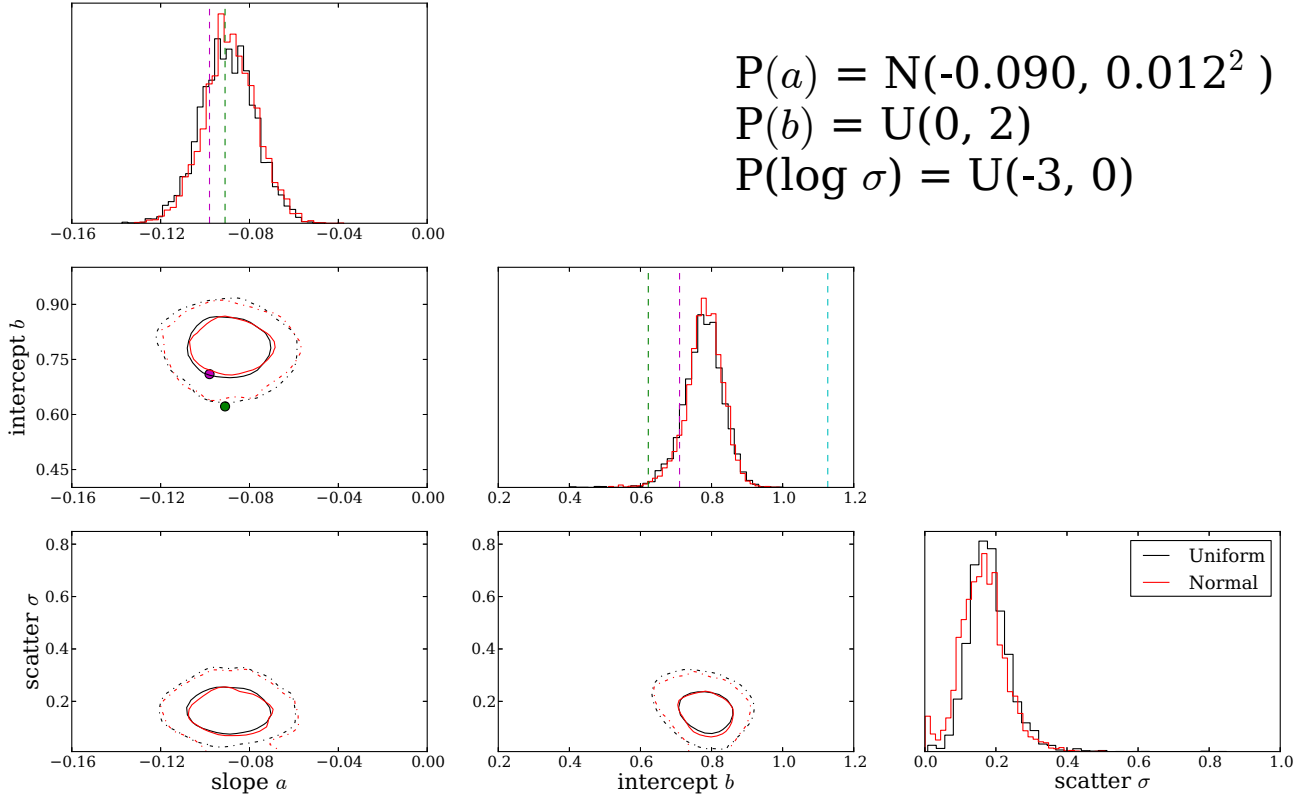 P(a) = N(-0.090, 0.012² )
P(b) = U(0, 2)
P(log σ) = U(-3, 0)
−0.16 −0.12 −0.08 −0.04 0.00
intercept b
0.90
0.75
0.60
0.45
−0.16 −0.12 −0.08 −0.04 0.00
0.2 0.4 0.6 0.8 1.0 1.2
scatter σ
0.8
0.6
0.4
0.2
−0.16 −0.12 −0.08 −0.04 0.00
slope a
0.8
0.6
0.4
0.2
0.2 0.4 0.6 0.8 1.0 1.2
intercept b
Uniform
Normal
0.0 0.2 0.4 0.6 0.8 1.0
scatter σ